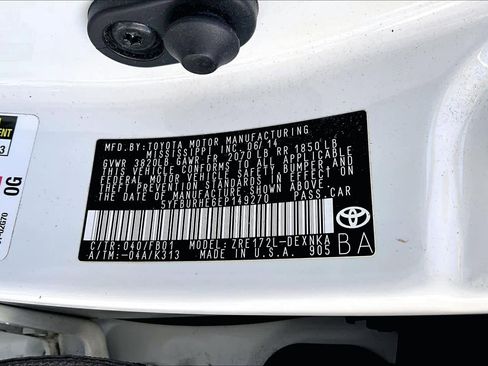 MFD.BY:TOYOTA MOTOR MANUFACTURING
MISSISSIPPI INC. 06/14
GVWR 3820LB GAWR FR 2070LB RR 1850LB
THIS VEHICLE CONFORMS TO ALL APPLICABLE
FEDERAL MOTOR VEHICLE SAFETY, BUMPER AND
THEFT PREVENTION STANDARDS IN EFFECT ON
THE DATE OF MANUFACTURE SHOWN ABOVE.
5YFBURHE6EP149270 PASS.CAR
C/TR:040/FB01 MODEL:ZRE172L-DEXNKA
A/TM:-04A/K313 MADE IN U.S.A. 905
BA
TOYOTA
0G